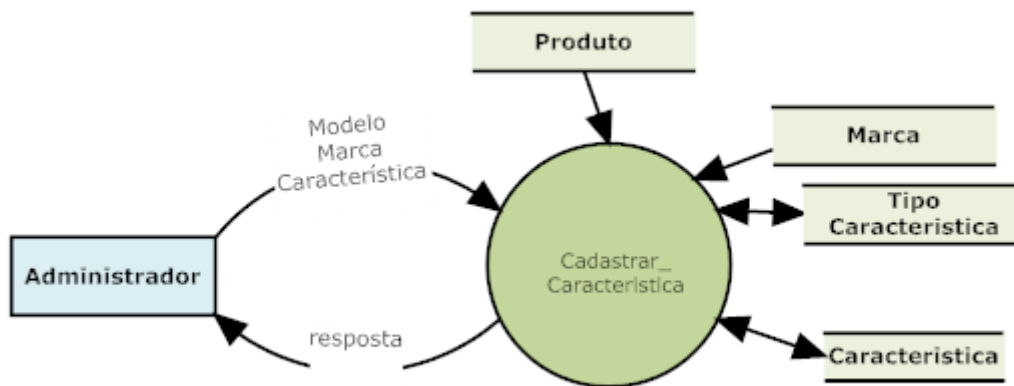 Produto
Modelo
Marca
Característica
Marca
Tipo
Caracteristica
Administrador
Cadastrar_
Caracteristica
resposta
Caracteristica